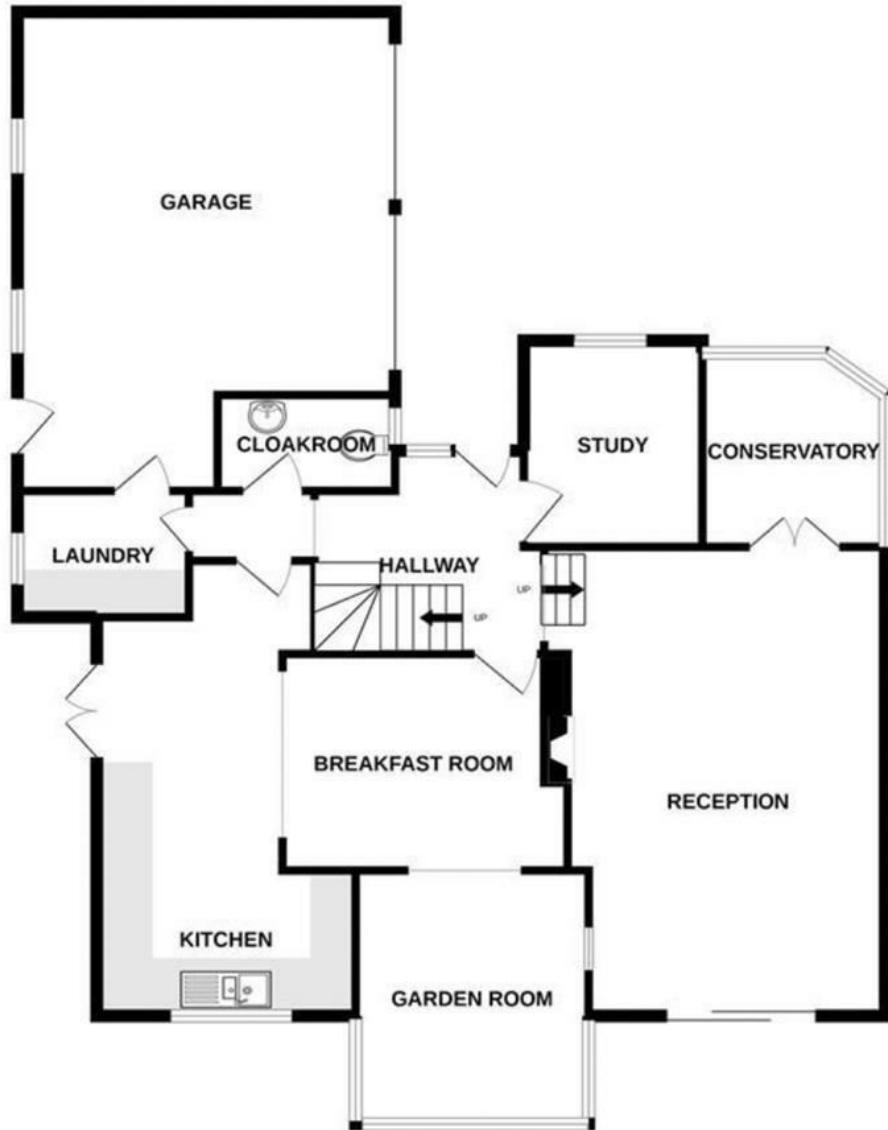 GARAGE
CLOAKROOM
STUDY
CONSERVATORY
LAUNDRY
HALLWAY
UP
UP
BREAKFAST ROOM
RECEPTION
KITCHEN
GARDEN ROOM